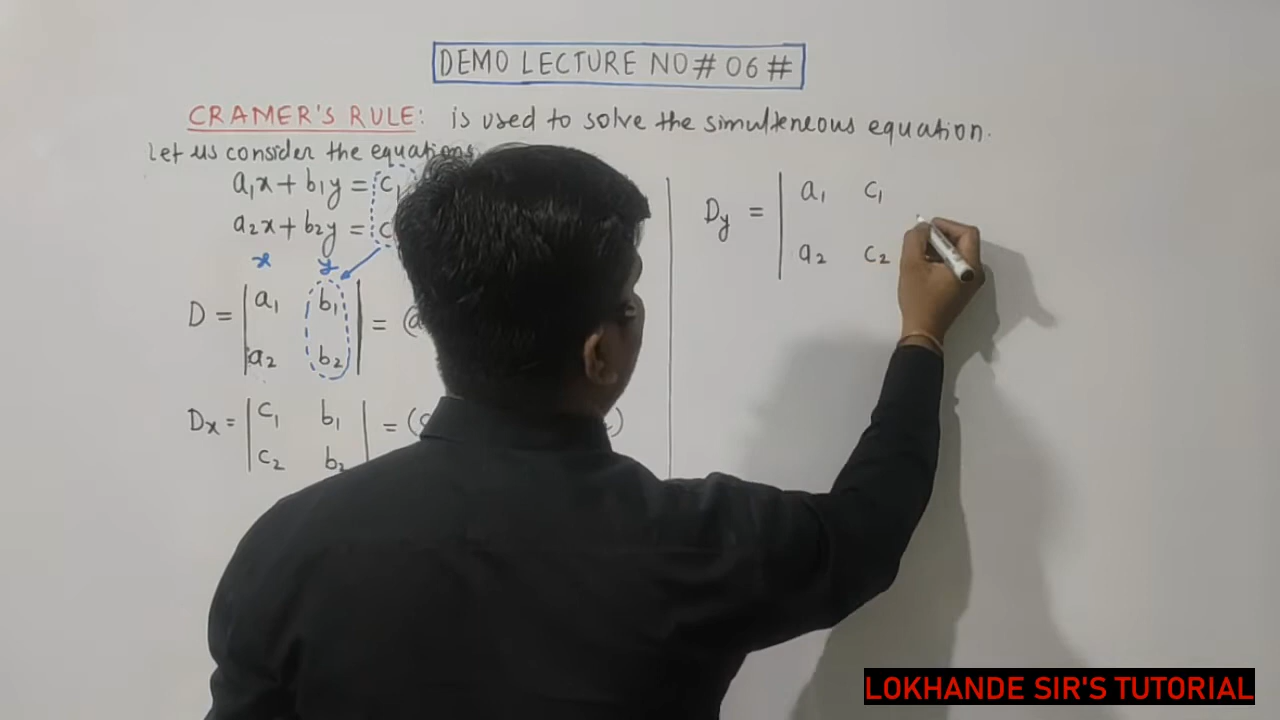 DEMO LECTURE NO# 06#
CRAMER'S RULE: is used to solve the simulteneous equation.
Let us consider the equations
a₁x + b₁y = c₁
a₂x + b₂y = c
x y
D = | a₁ b₁ | = (a
| a₂ b₂ |
Dx = | c₁ b₁ | = (c )
| c₂ b₂
Dy = | a₁ c₁
| a₂ c₂
LOKHANDE SIR'S TUTORIAL